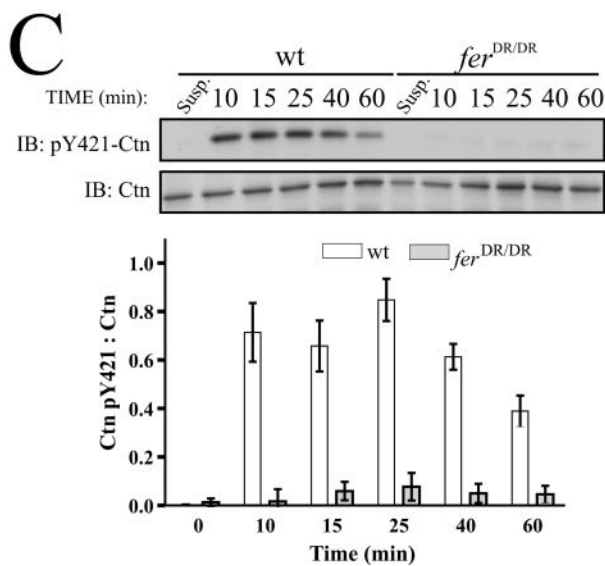 C
wt fer DR/DR
TIME (min): Susp. 10 15 25 40 60 Susp. 10 15 25 40 60
IB: pY421-Ctn
IB: Ctn
wt fer DR/DR
Ctn pY421 : Ctn
1.0
0.8
0.6
0.4
0.2
0.0
0 10 15 25 40 60
Time (min)